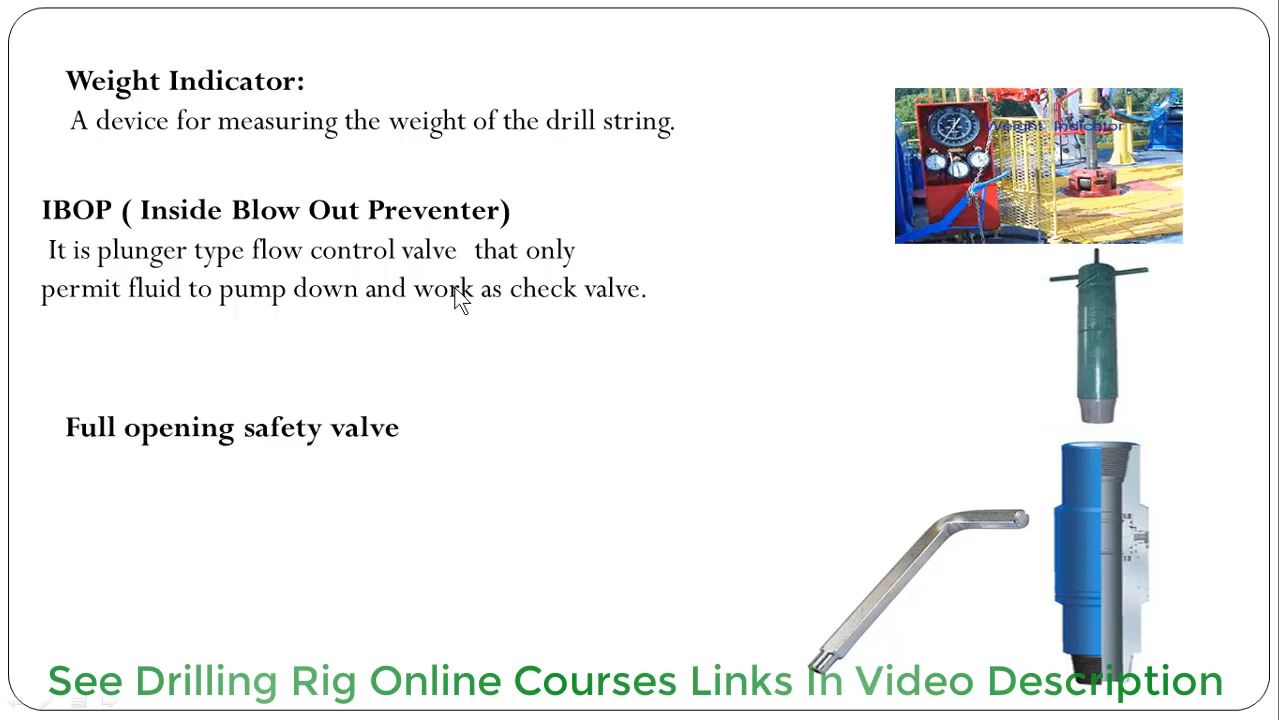 Weight Indicator:
A device for measuring the weight of the drill string.
Weight Indicator
IBOP ( Inside Blow Out Preventer)
It is plunger type flow control valve that only
permit fluid to pump down and work as check valve.
Full opening safety valve
See Drilling Rig Online Courses Links In Video Description